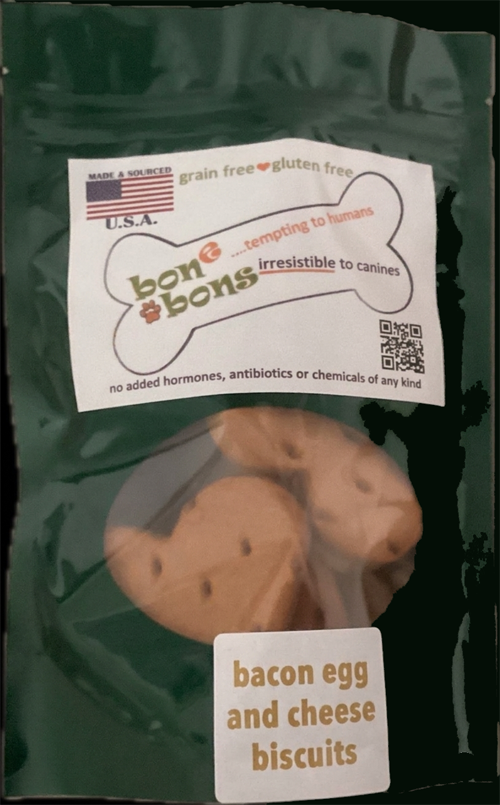 MADE & SOURCED
U.S.A.
grain free❤gluten free
bone
bons
....tempting to humans
irresistible to canines
no added hormones, antibiotics or chemicals of any kind
bacon egg
and cheese
biscuits